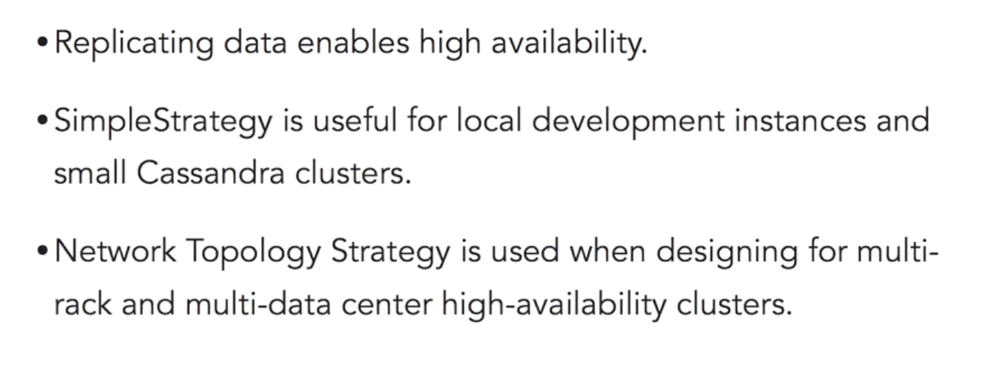 •Replicating data enables high availability.
•SimpleStrategy is useful for local development instances and
small Cassandra clusters.
•Network Topology Strategy is used when designing for multi-
rack and multi-data center high-availability clusters.